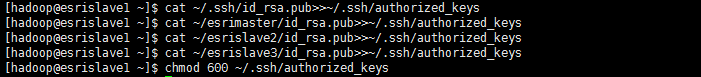 [hadoop@esrislave1 ~]$ cat ~/.ssh/id_rsa.pub>>~/.ssh/authorized_keys
[hadoop@esrislave1 ~]$ cat ~/esrimaster/id_rsa.pub>>~/.ssh/authorized_keys
[hadoop@esrislave1 ~]$ cat ~/esrislave2/id_rsa.pub>>~/.ssh/authorized_keys
[hadoop@esrislave1 ~]$ cat ~/esrislave3/id_rsa.pub>>~/.ssh/authorized_keys
[hadoop@esrislave1 ~]$ chmod 600 ~/.ssh/authorized_keys